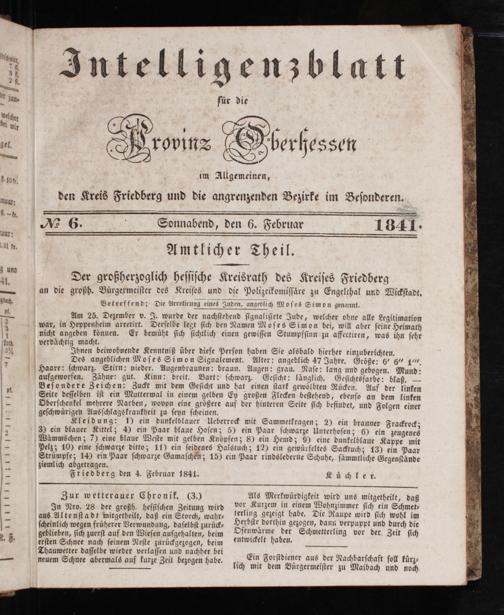 Intelligenzblatt
für die
Provinz Oberhessen
im Allgemeinen,
den Kreis Friedberg und die angrenzenden Bezirke im Besonderen.
№ 6. Sonnabend, den 6. Februar 1841.
Amtlicher Theil.
Der großherzoglich hessische Kreisrath des Kreises Friedberg
an die großh. Bürgermeister des Kreises und die Polizeikommissäre zu Engelthal und Wickstadt.
Betreffend; Die Arretirung eines Juden, angeblich Moses Simon genannt.
Am 25. Dezember v. J. wurde der nachstehend signalisirte Jude, welcher ohne alle Legitimation
war, in Heppenheim arretirt. Derselbe legt sich den Namen Moses Simon bei, will aber seine Heimath
nicht angeben können. Er bemüht sich sichtlich einen gewissen Stumpfsinn zu affectiren, was ihn sehr
verdächtig macht.
Ihnen beiwohnende Kenntniß über diese Person haben Sie alsbald hierher einzuberichten.
Des angeblichen Moses Simon Signalement. Alter: angeblich 47 Jahre. Größe: 6' 6'' 1'''.
Haare: schwarz. Stirn: nieder. Augenbraunen: braun. Augen: grau. Nase: lang und gebogen. Mund:
aufgeworfen. Zähne: gut. Kinn: breit. Bart: schwarz. Gesicht: länglich. Gesichtsfarbe: blaß. —
Besondere Zeichen: Zuckt mit dem Gesicht und hat einen stark gewölbten Rücken. Auf der linken
Seite desselben ist ein Muttermal in einem gelben Ey großen Flecken bestehend, ebenso an dem linken
Oberschenkel mehrere Narben, wovon eine größere auf der hinteren Seite sich befindet, und Folgen einer
geschwürigen Ausschlagskrankheit zu seyn scheinen.
Kleidung: 1) ein dunkelblauer Ueberrock mit Sammetkragen; 2) ein brauner Frackrock;
3) ein blauer Kittel; 4) ein Paar blaue Hosen; 5) ein Paar schwarze Unterhosen; 6) ein zeugenes
Wämmschen; 7) eine blaue Weste mit gelben Knöpfen; 8) ein Hemd; 9) eine dunkelblaue Kappe mit
Pelz; 10) eine schwarze ditto; 11) ein seidenes Halstuch; 12) ein gewürfeltes Sacktuch; 13) ein Paar
Strümpfe; 14) ein Paar schwarze Gamaschen; 15) ein Paar rindslederne Schuhe, sämmtliche Gegenstände
ziemlich abgetragen.
Friedberg den 4. Februar 1841. Küchler.
Zur wetterauer Chronik. (3.)
In Nro. 28 der großh. hessischen Zeitung wird
aus Altenstadt mitgetheilt, daß ein Storch, wahr-
scheinlich wegen früherer Verwundung, daselbst zurück-
geblieben, sich zuerst auf den Wiesen aufgehalten, beim
ersten Schnee nach seinem Neste zurückgezogen, beim
Thauwetter dasselbe wieder verlassen und nachher bei
neuem Schnee abermals auf kurze Zeit bezogen habe.
Als Merkwürdigkeit wird uns mitgetheilt, daß
vor Kurzem in einem Wohnzimmer sich ein Schmet-
terling gezeigt habe. Die Raupe wird sich wohl im
Herbste dorthin gezogen, dann verpuppt und durch die
Ofenwärme der Schmetterling vor der Zeit sich
entwickelt haben.
Ein Forstdiener aus der Nachbarschaft soll kürz-
lich mit dem Bürgermeister zu Maibach und noch